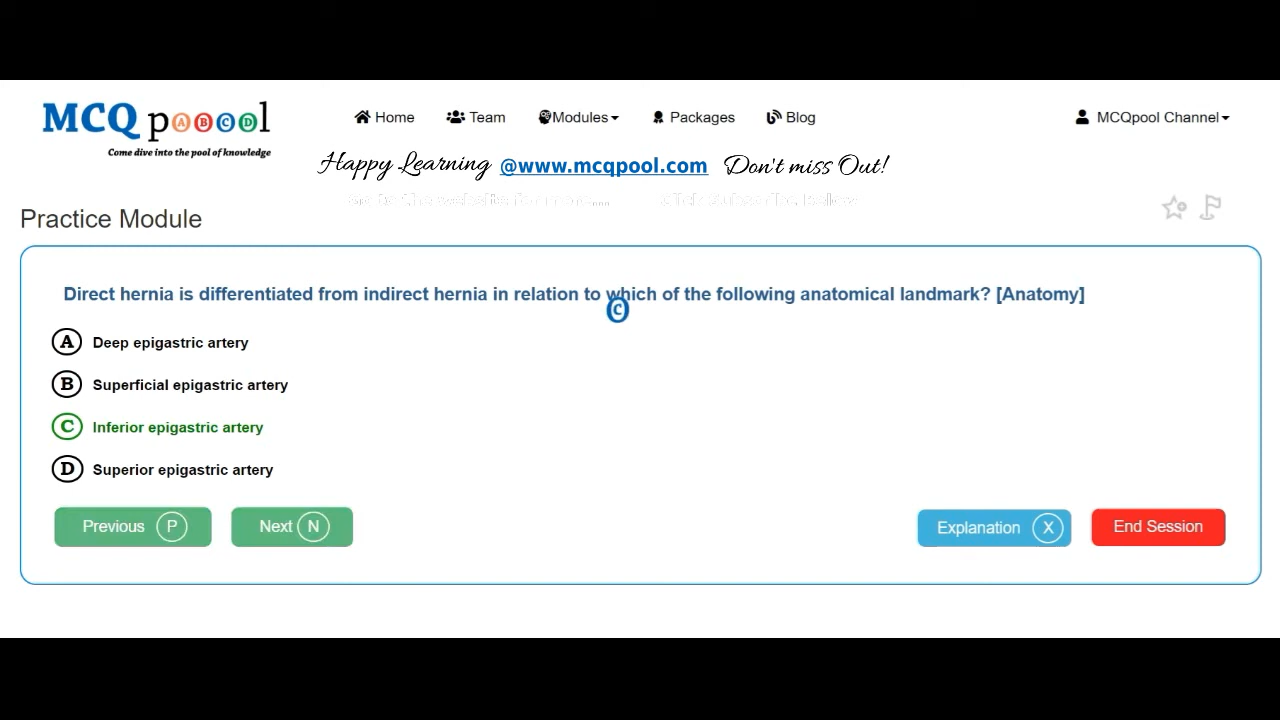 MCQ pooool
Come dive into the pool of knowledge
Home Team Modules Packages Blog MCQpool Channel
Happy Learning @www.mcqpool.com Don't miss Out!
Practice Module
Direct hernia is differentiated from indirect hernia in relation to which of the following anatomical landmark? [Anatomy]
C
A Deep epigastric artery
B Superficial epigastric artery
C Inferior epigastric artery
D Superior epigastric artery
Previous P Next N Explanation X End Session